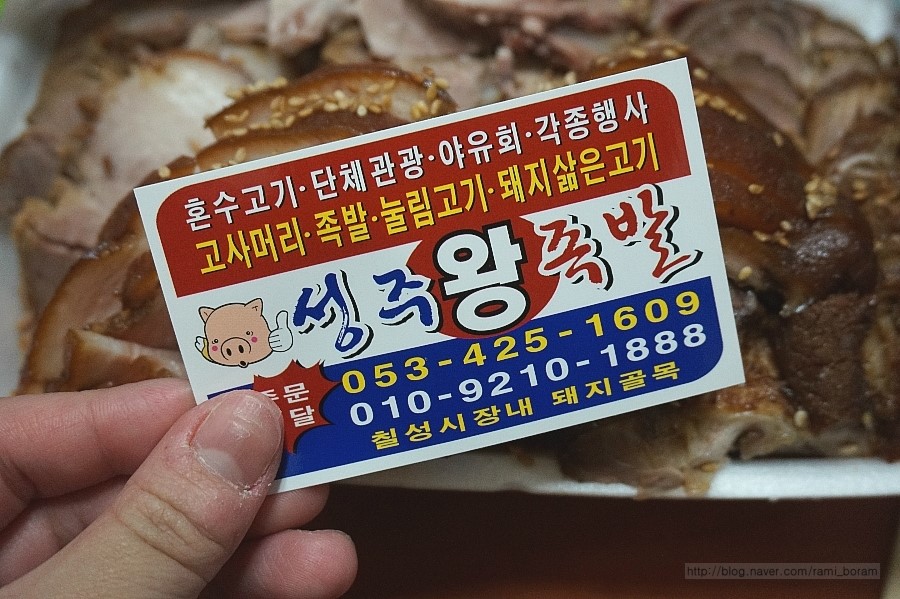 혼수고기·단체관광·야유회·각종행사
고사머리·족발·눌림고기·돼지삶은고기
성주왕족발
053-425-1609
문
달
010-9210-1888
칠성시장내 돼지골목
http://blog.naver.com/rami_boram